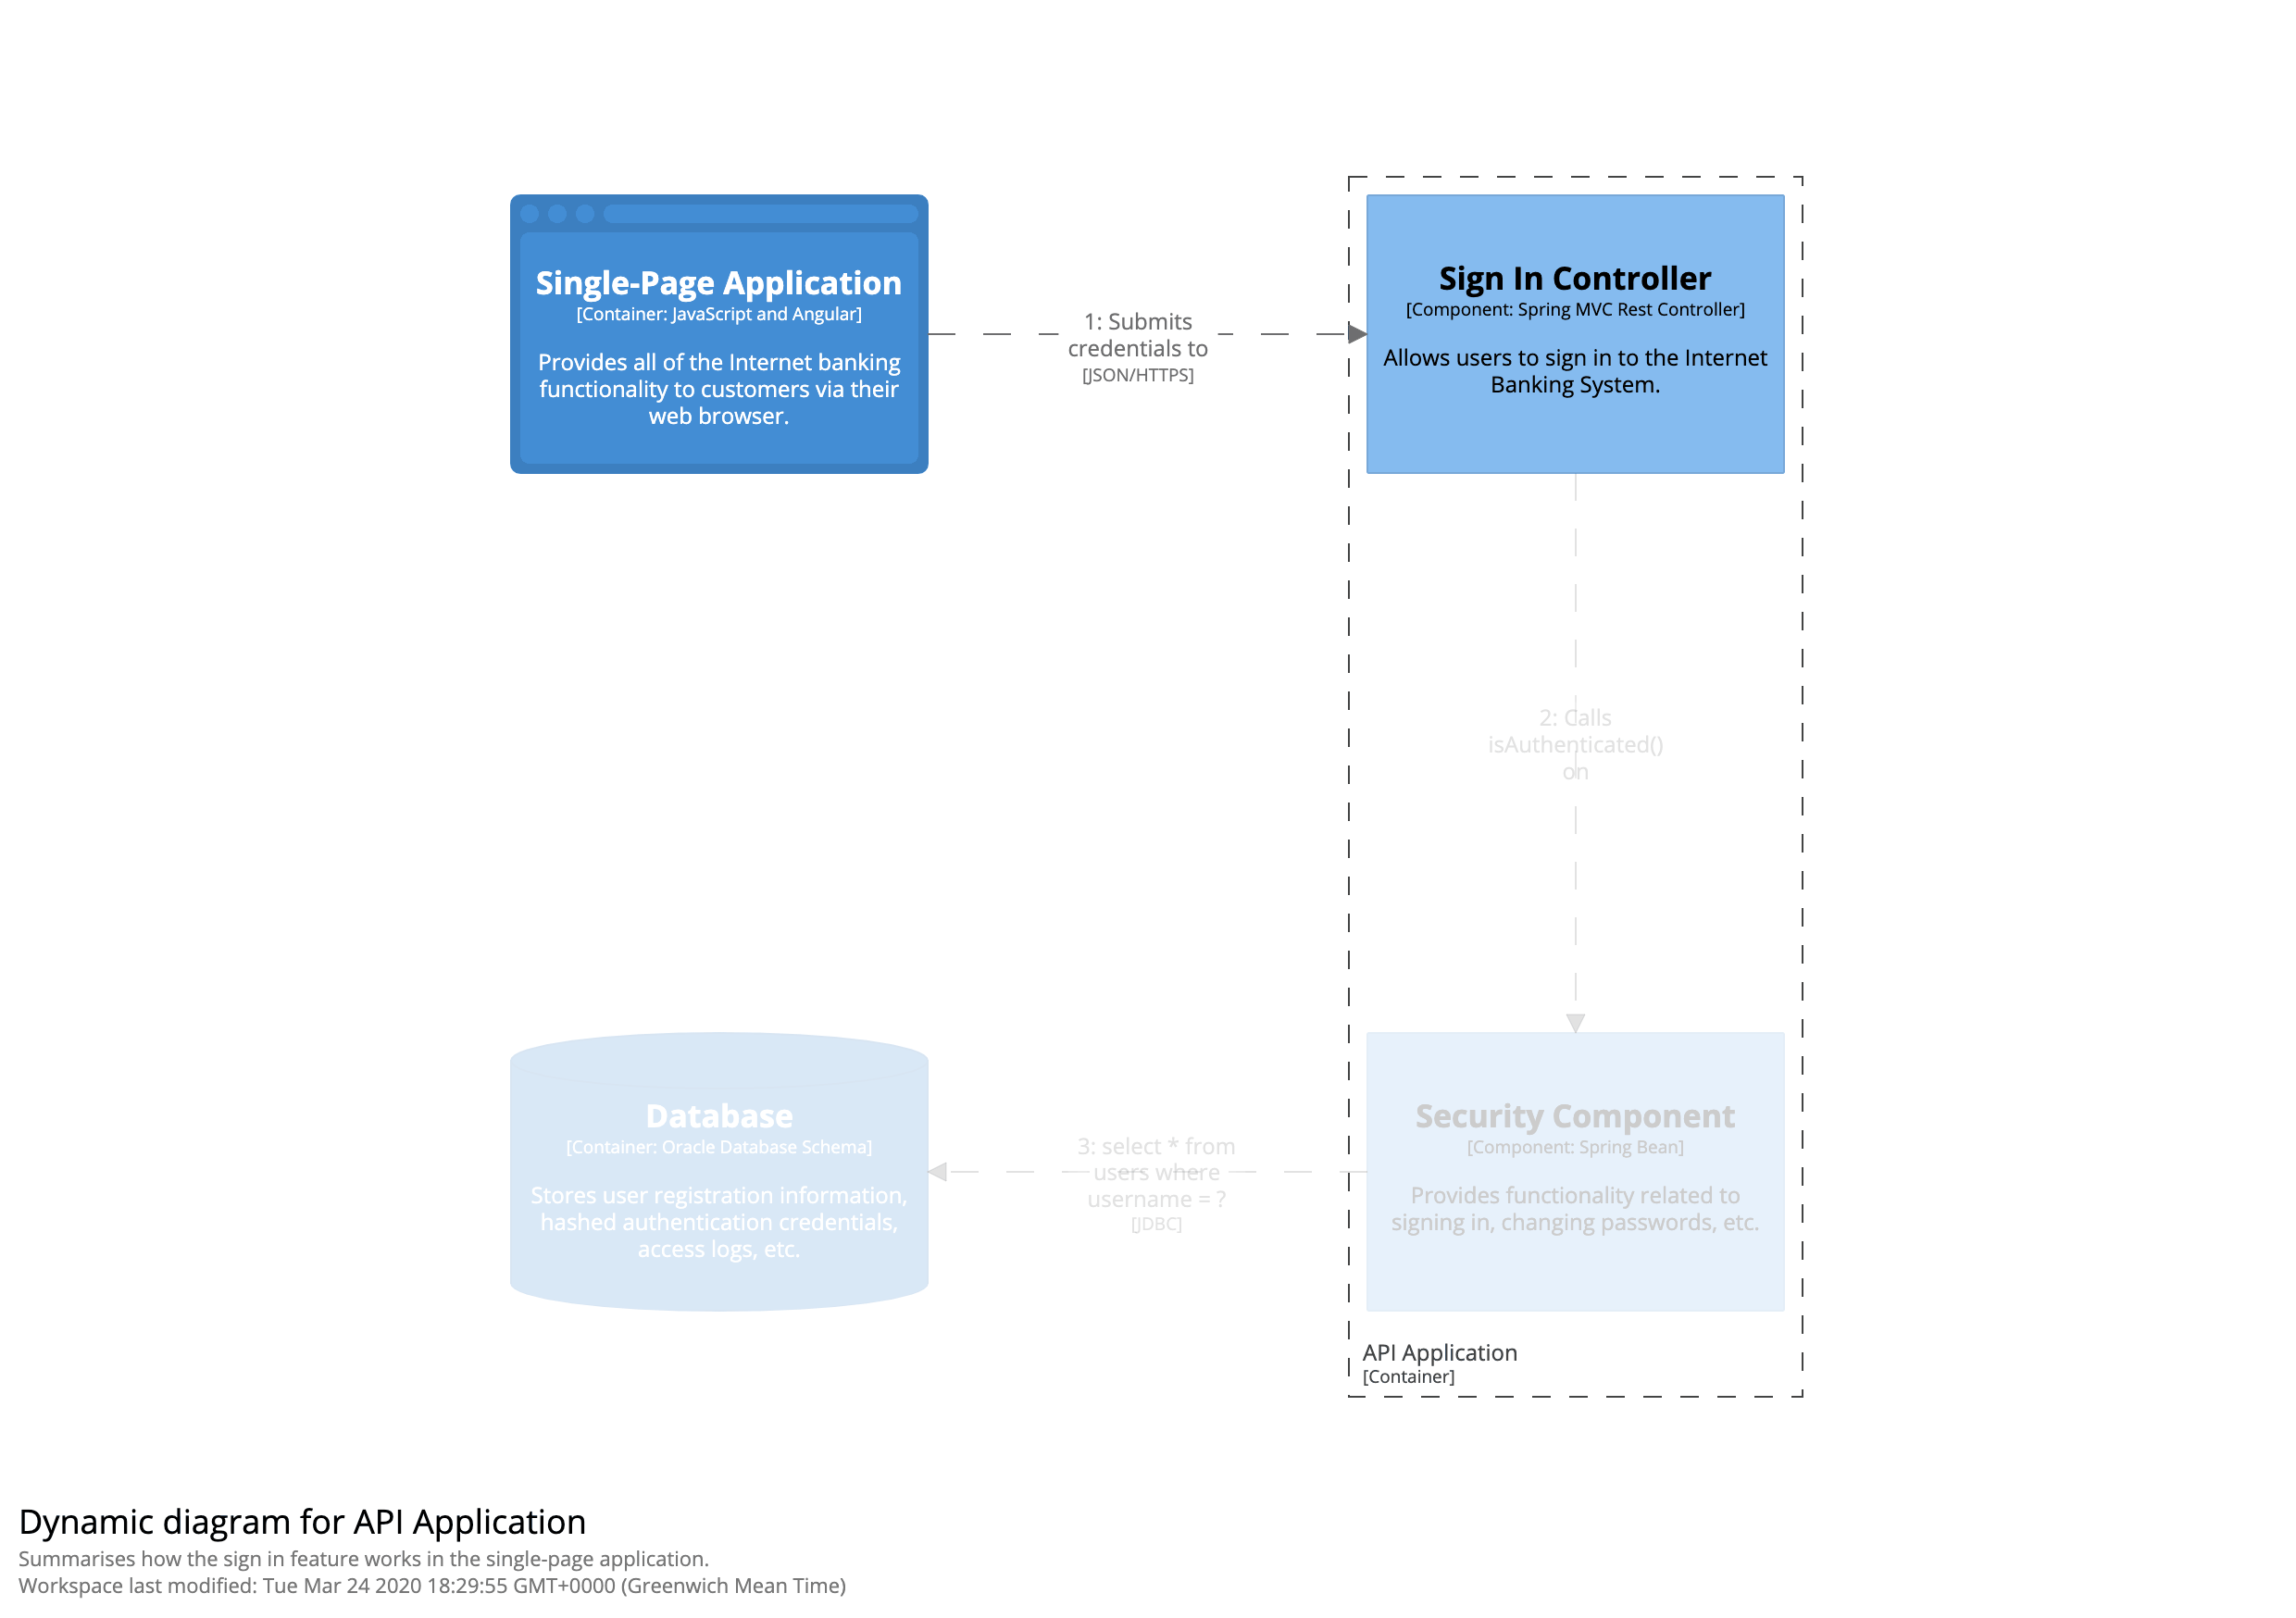 Single-Page Application
[Container: JavaScript and Angular]
Provides all of the Internet banking
functionality to customers via their
web browser.
1: Submits
credentials to
[JSON/HTTPS]
Sign In Controller
[Component: Spring MVC Rest Controller]
Allows users to sign in to the Internet
Banking System.
2: Calls
isAuthenticated()
on
Database
[Container: Oracle Database Schema]
Stores user registration information,
hashed authentication credentials,
access logs, etc.
3: select * from
users where
username = ?
[JDBC]
Security Component
[Component: Spring Bean]
Provides functionality related to
signing in, changing passwords, etc.
API Application
[Container]
Dynamic diagram for API Application
Summarises how the sign in feature works in the single-page application.
Workspace last modified: Tue Mar 24 2020 18:29:55 GMT+0000 (Greenwich Mean Time)